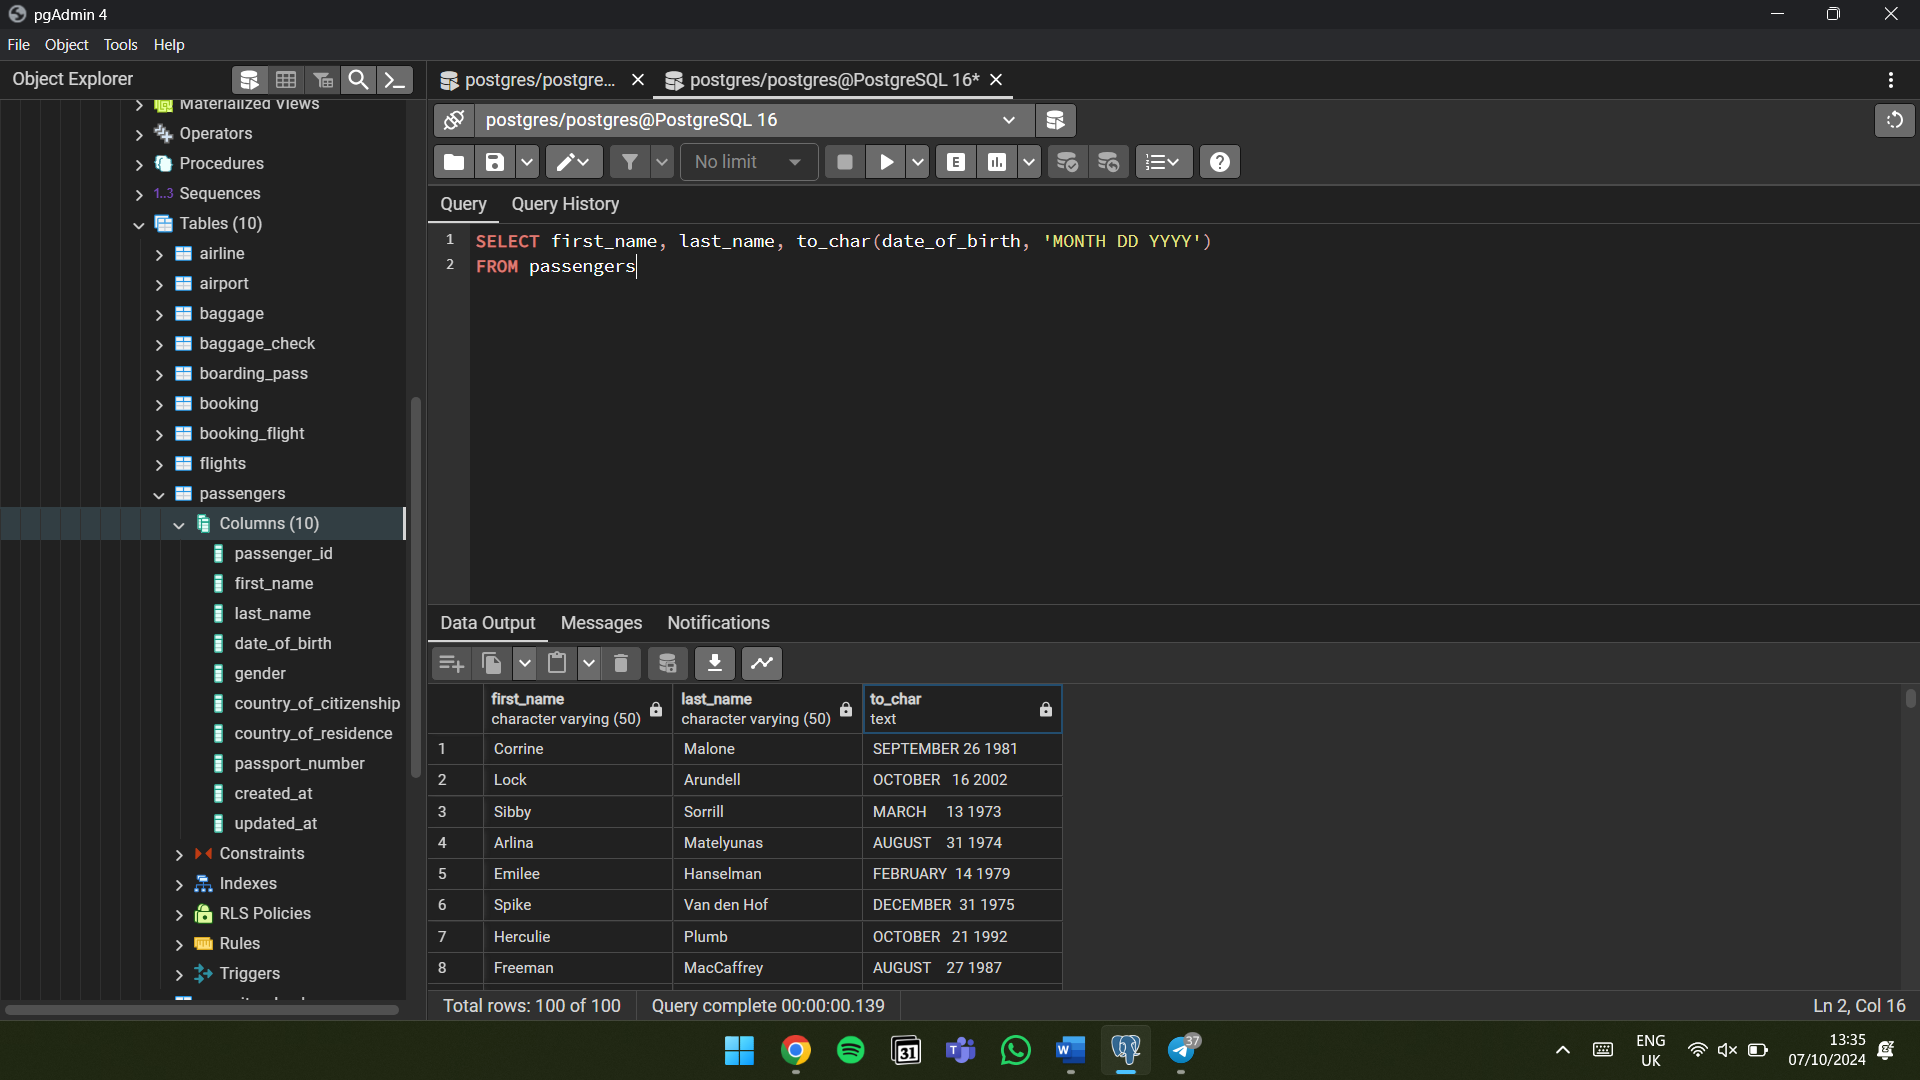 pgAdmin 4
File Object Tools Help
Object Explorer
postgres/postgre...
postgres/postgres@PostgreSQL 16*
postgres/postgres@PostgreSQL 16
No limit
E
Query Query History
1 SELECT first_name, last_name, to_char(date_of_birth, 'MONTH DD YYYY')
2 FROM passengers
Materialized Views
Operators
Procedures
1..3 Sequences
Tables (10)
airline
airport
baggage
baggage_check
boarding_pass
booking
booking_flight
flights
passengers
Columns (10)
passenger_id
first_name
last_name
date_of_birth
gender
country_of_citizenship
country_of_residence
passport_number
created_at
updated_at
Constraints
Indexes
RLS Policies
Rules
Triggers
Data Output Messages Notifications
first_name last_name to_char
character varying (50) character varying (50) text
1 Corrine Malone SEPTEMBER 26 1981
2 Lock Arundell OCTOBER 16 2002
3 Sibby Sorrill MARCH 13 1973
4 Arlina Matelyunas AUGUST 31 1974
5 Emilee Hanselman FEBRUARY 14 1979
6 Spike Van den Hof DECEMBER 31 1975
7 Herculie Plumb OCTOBER 21 1992
8 Freeman MacCaffrey AUGUST 27 1987
Total rows: 100 of 100 Query complete 00:00:00.139 Ln 2, Col 16
31
T
W
37
ENG
UK
13:35
07/10/2024